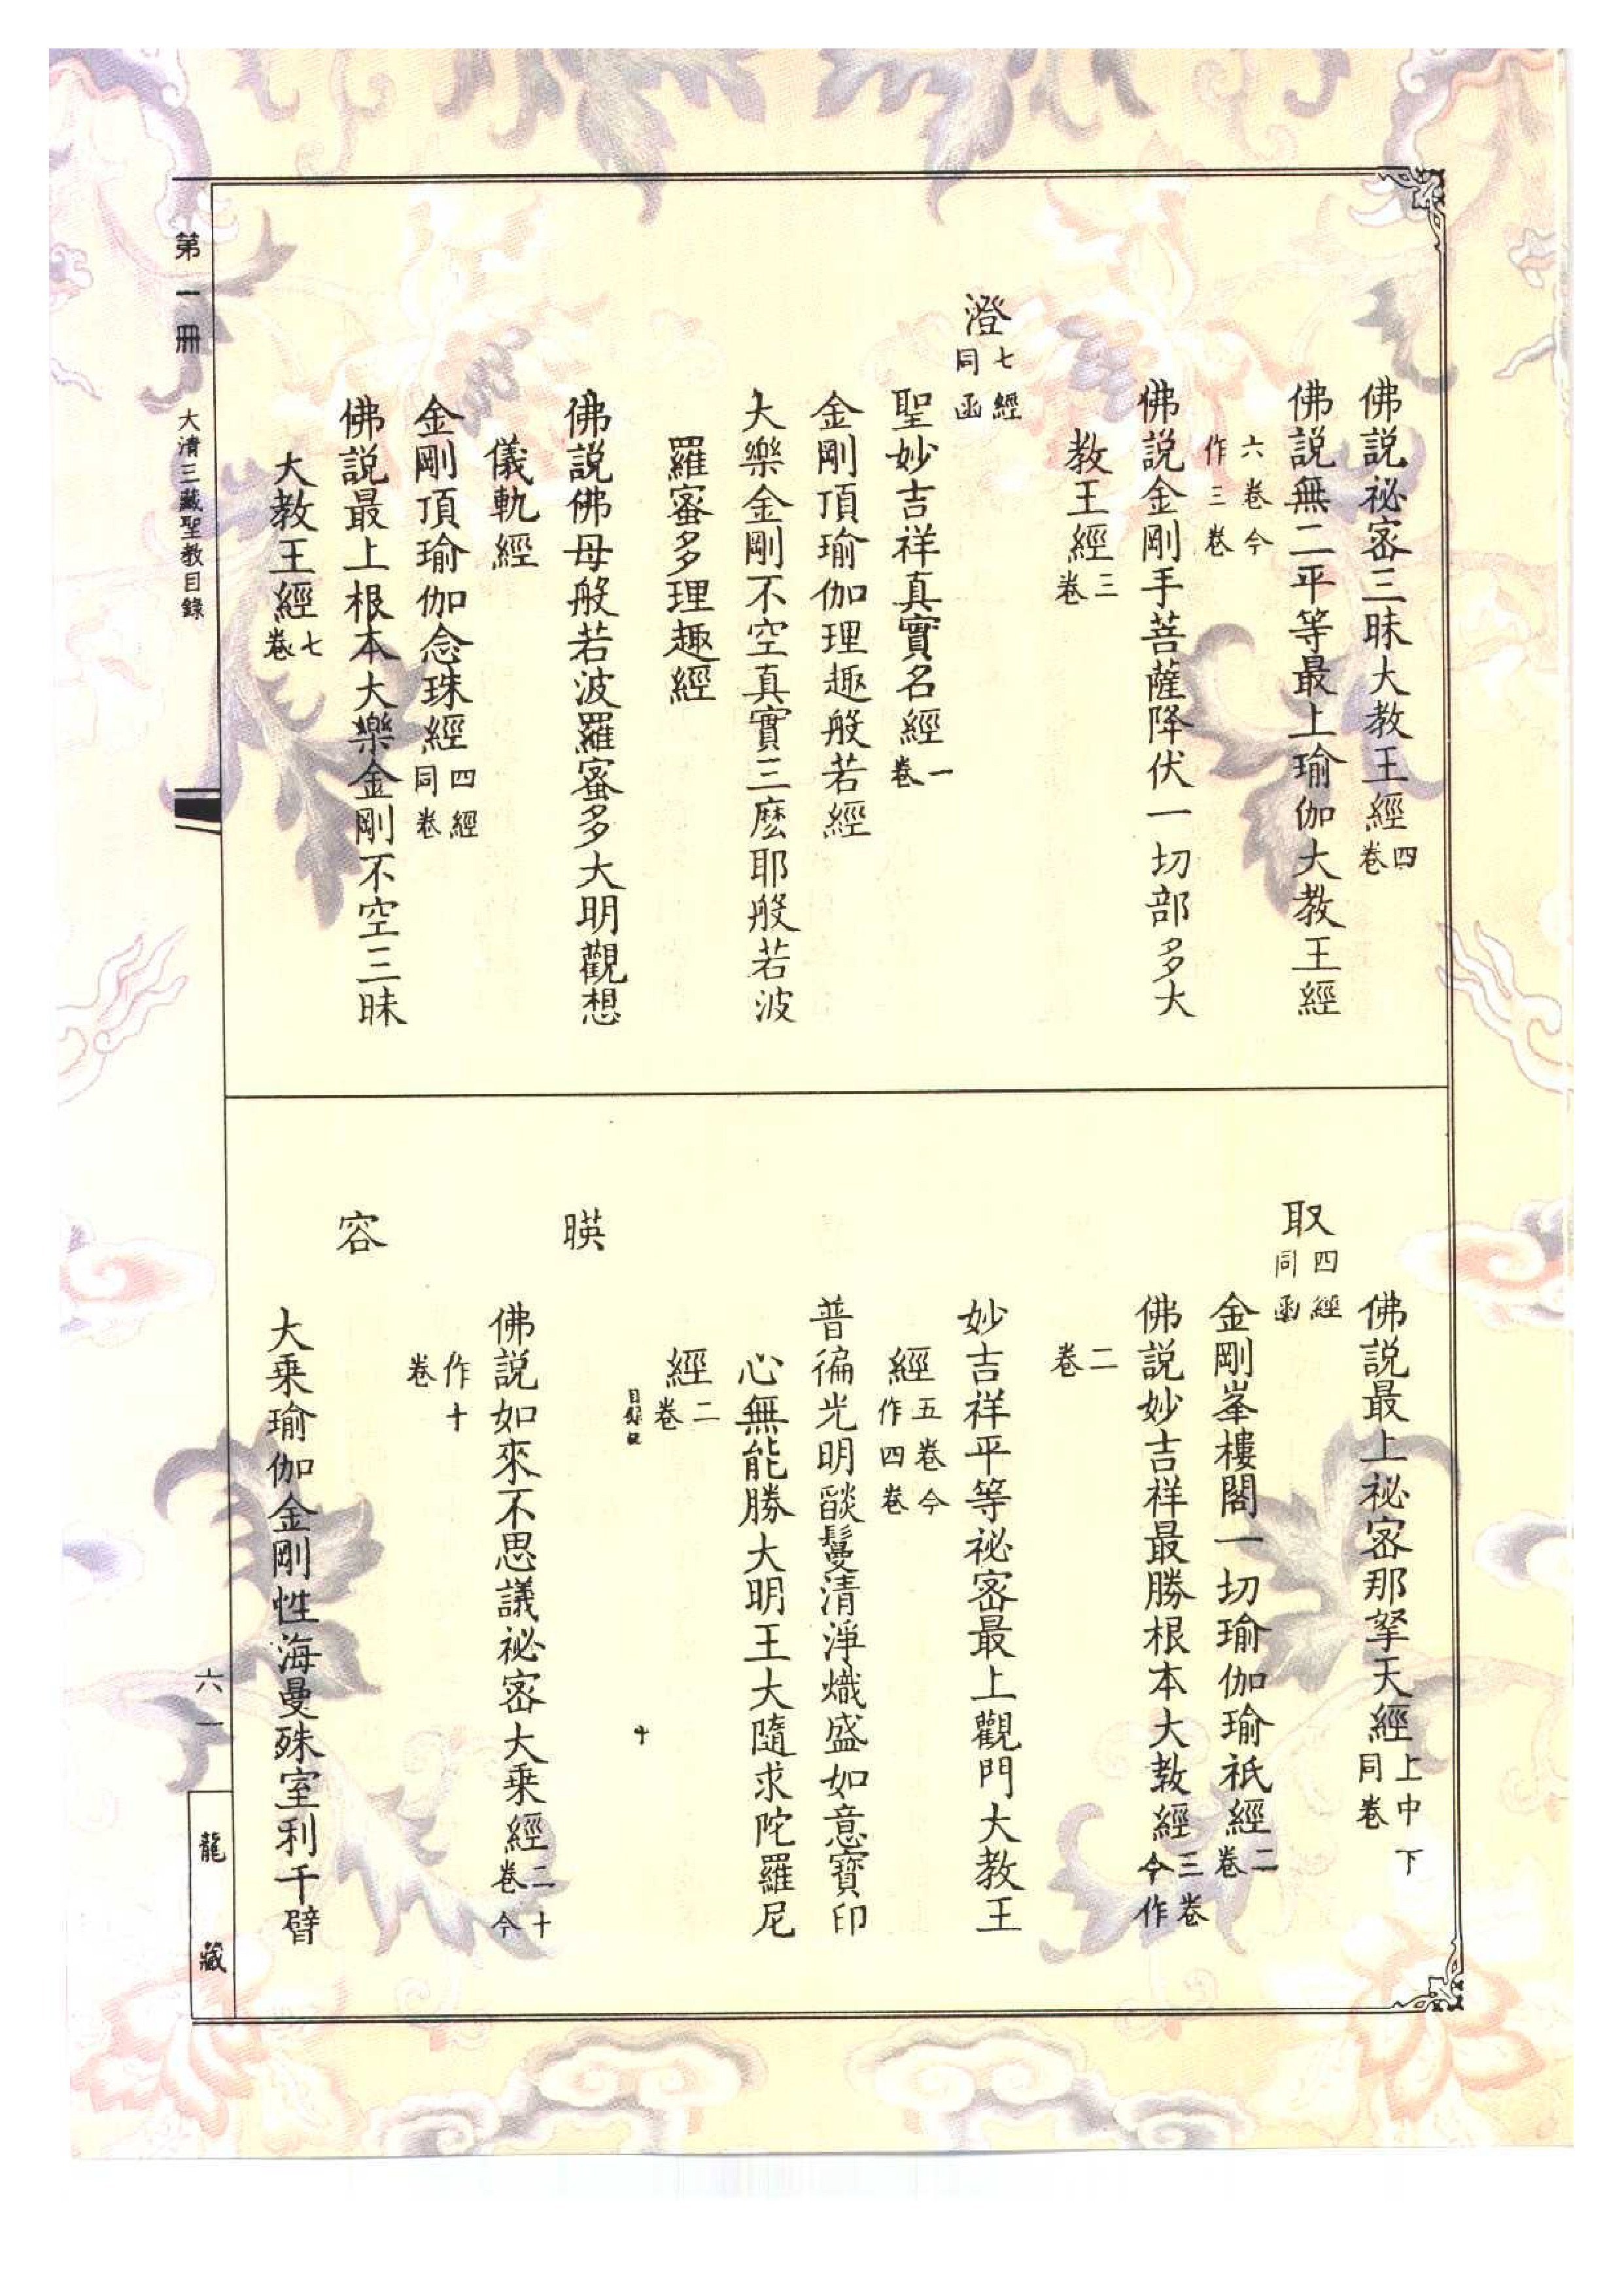 佛説祕密三昧大教王經四卷
佛説無二平等最上瑜伽大教王經
六卷今作三卷
佛説金剛手菩薩降伏一切部多大
教王經三卷
澄七經同函
聖妙吉祥真實名經一卷
金剛頂瑜伽理趣般若經
大樂金剛不空真實三麽耶般若波
羅蜜多理趣經
佛説佛母般若波羅蜜多大明觀想
儀軌經
金剛頂瑜伽念珠經四經同卷
佛説最上根本大樂金剛不空三昧
大教王經七卷
佛説最上祕密那拏天經上中下同卷
取四經同函
金剛峯樓閣一切瑜伽瑜祇經二卷
佛説妙吉祥最勝根本大教經三卷今作
二卷
妙吉祥平等祕密最上觀門大教王
經五卷今作四卷
普徧光明燄鬘清淨熾盛如意寶印
心無能勝大明王大隨求陀羅尼
經二卷
暎
佛説如來不思議祕密大乘經二十卷今
作十卷
容
大乘瑜伽金剛性海曼殊室利千臂
第一冊
大清三藏聖教目錄
六一
龍藏